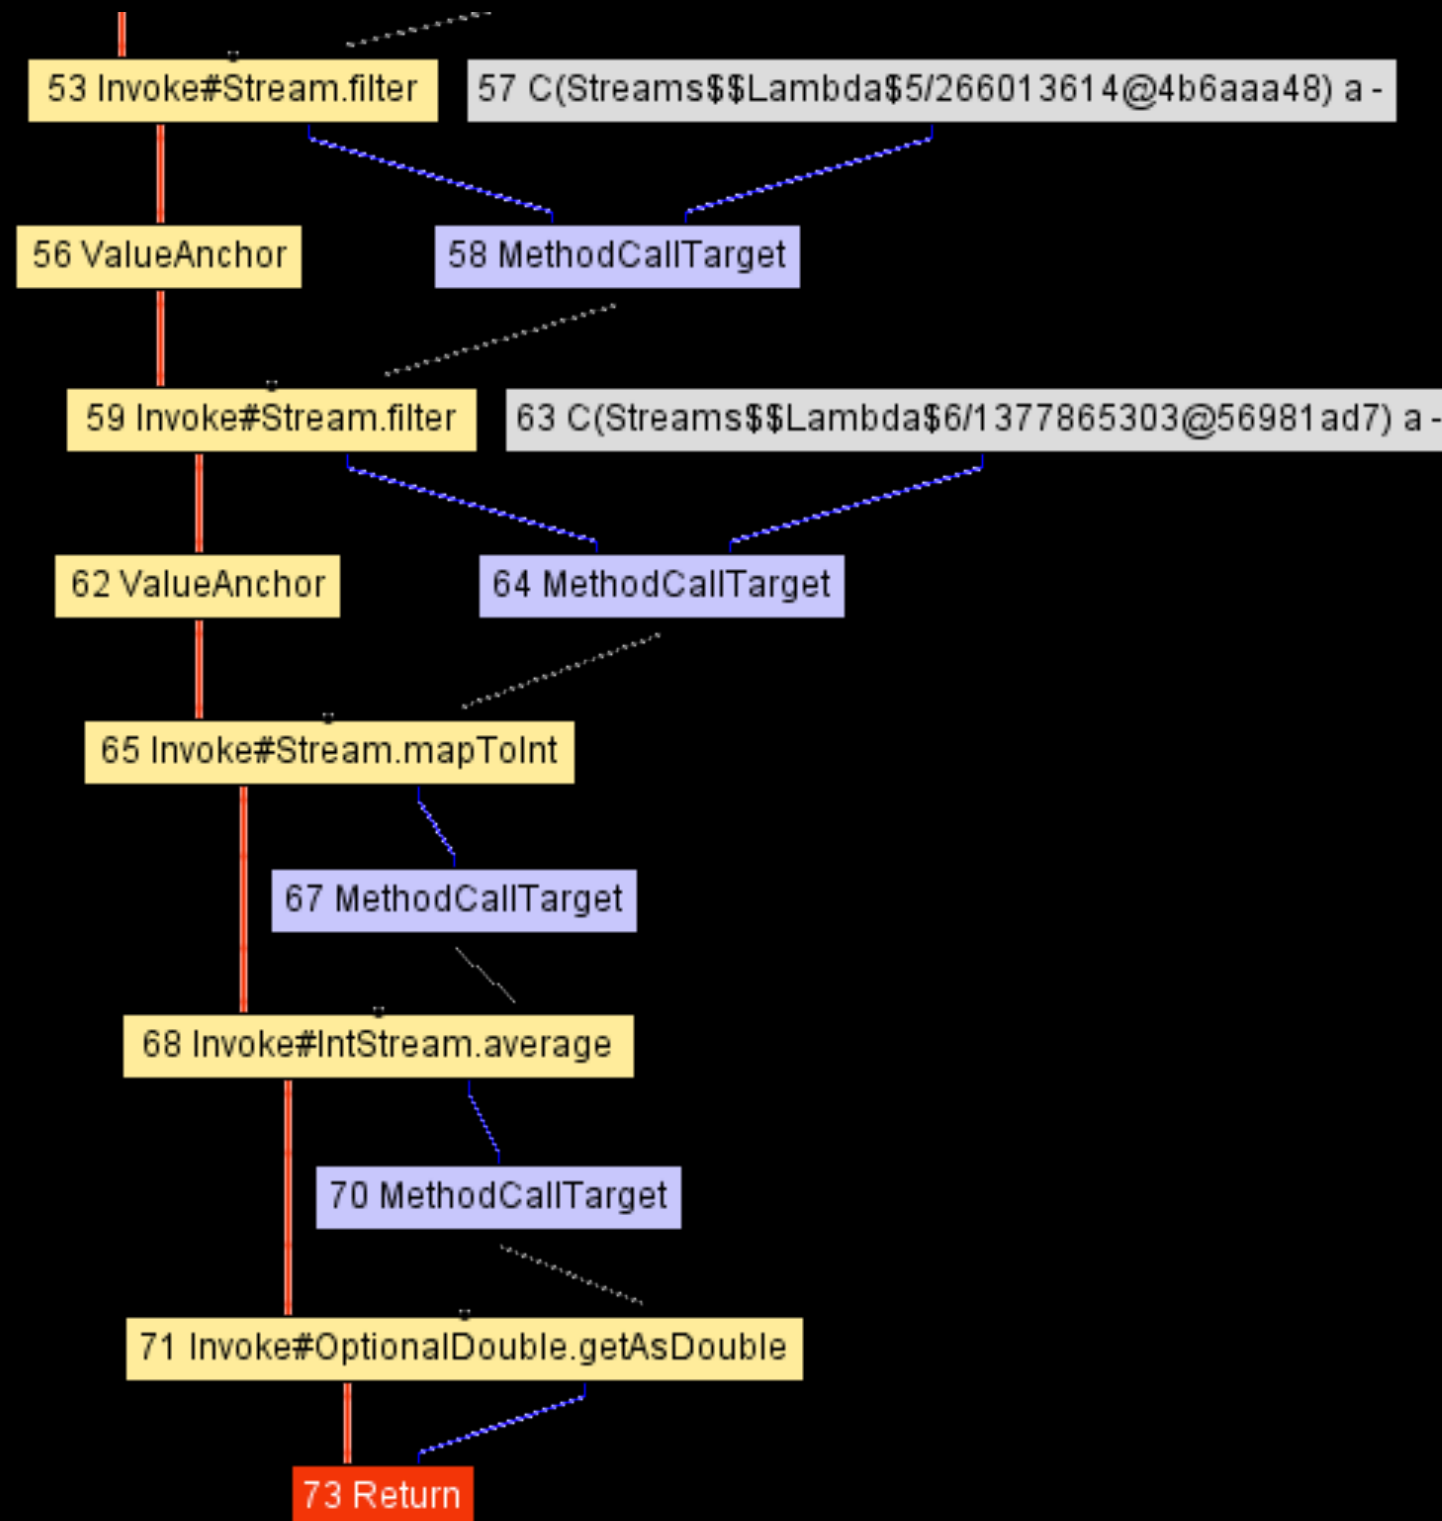 53 Invoke#Stream.filter
57 C(Streams$$Lambda$5/266013614@4b6aaa48) a -
56 ValueAnchor
58 MethodCallTarget
59 Invoke#Stream.filter
63 C(Streams$$Lambda$6/1377865303@56981ad7) a -
62 ValueAnchor
64 MethodCallTarget
65 Invoke#Stream.mapToInt
67 MethodCallTarget
68 Invoke#IntStream.average
70 MethodCallTarget
71 Invoke#OptionalDouble.getAsDouble
73 Return